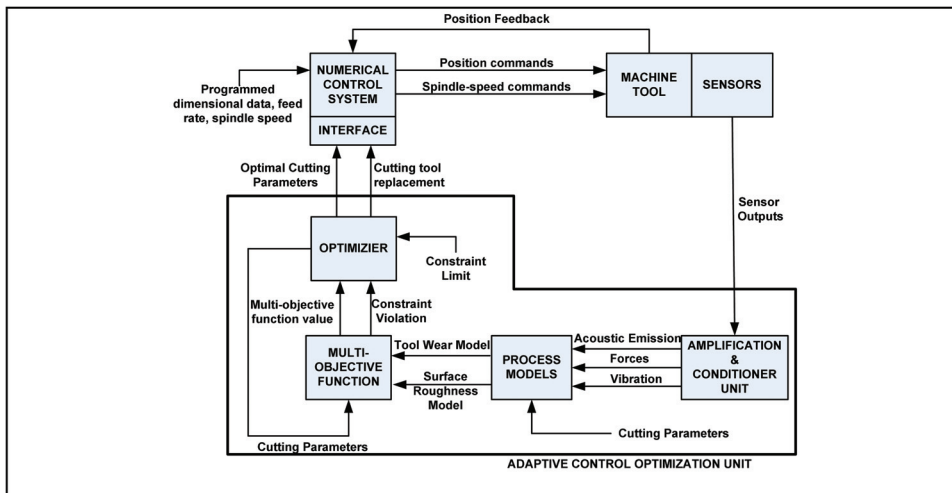 Position Feedback
NUMERICAL
CONTROL
SYSTEM
INTERFACE
Position commands
Spindle-speed commands
MACHINE
TOOL
SENSORS
Programmed
dimensional data, feed
rate, spindle speed
Optimal Cutting
Parameters
Cutting tool
replacement
Sensor
Outputs
OPTIMIZIER
Constraint
Limit
Multi-objective
function value
Constraint
Violation
MULTI-
OBJECTIVE
FUNCTION
Tool Wear Model
Surface
Roughness
Model
PROCESS
MODELS
Acoustic Emission
Forces
Vibration
AMPLIFICATION
&
CONDITIONER
UNIT
Cutting Parameters
Cutting Parameters
ADAPTIVE CONTROL OPTIMIZATION UNIT